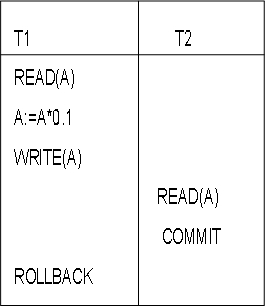 T1 T2
READ(A)
A:=A*0.1
WRITE(A)
READ(A)
COMMIT
ROLLBACK